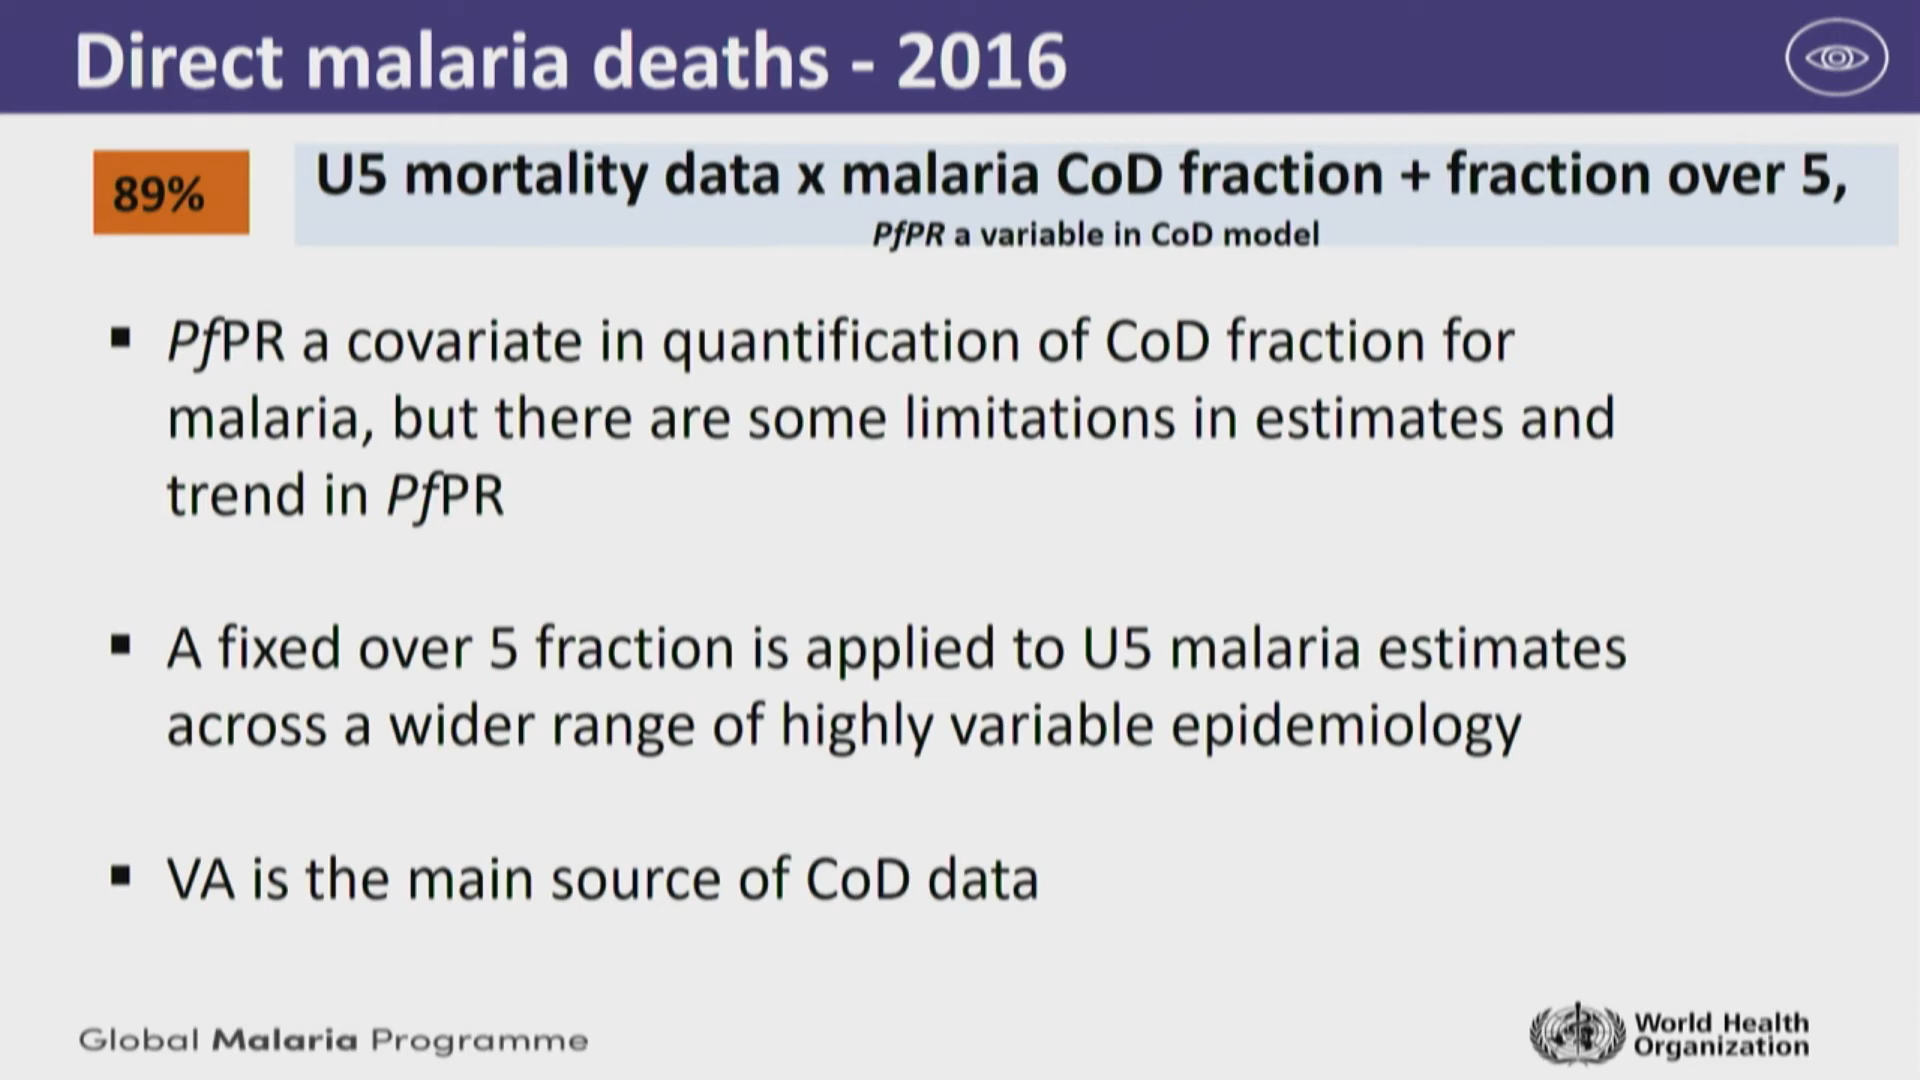 Direct malaria deaths - 2016
89%
U5 mortality data x malaria CoD fraction + fraction over 5,
PfPR a variable in CoD model
▪ PfPR a covariate in quantification of CoD fraction for
malaria, but there are some limitations in estimates and
trend in PfPR
▪ A fixed over 5 fraction is applied to U5 malaria estimates
across a wider range of highly variable epidemiology
▪ VA is the main source of CoD data
Global Malaria Programme
World Health
Organization